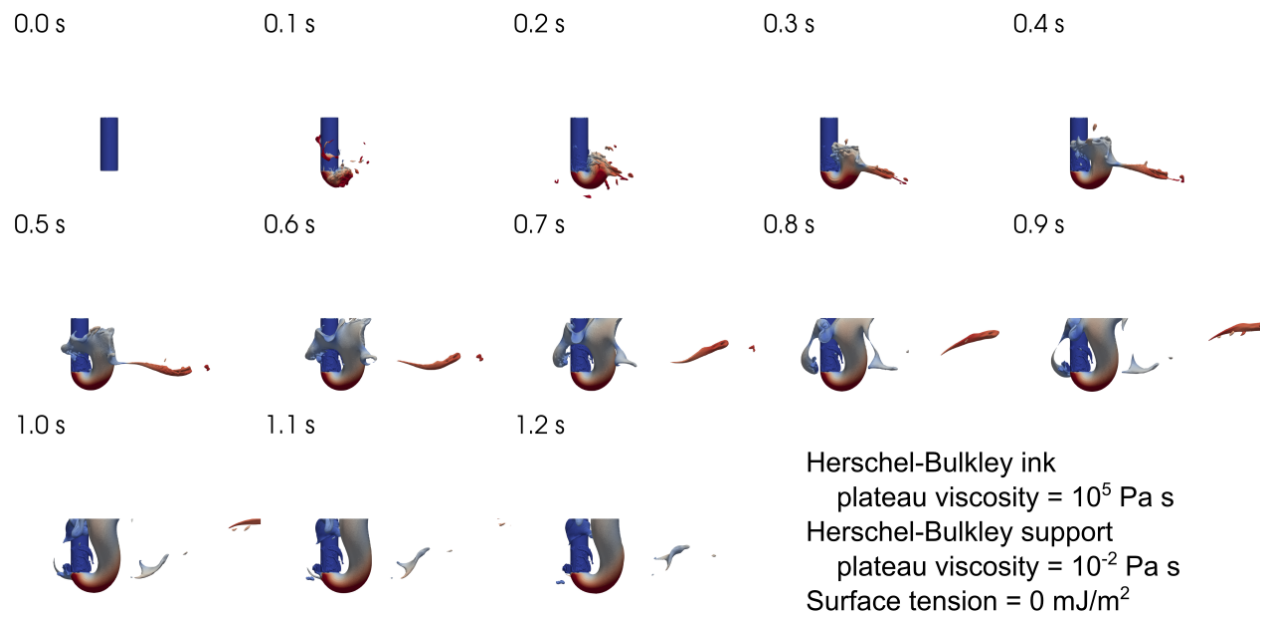 0.0 s 0.1 s 0.2 s 0.3 s 0.4 s
0.5 s 0.6 s 0.7 s 0.8 s 0.9 s
1.0 s 1.1 s 1.2 s
Herschel-Bulkley ink
plateau viscosity = 10⁵ Pa s
Herschel-Bulkley support
plateau viscosity = 10⁻² Pa s
Surface tension = 0 mJ/m²